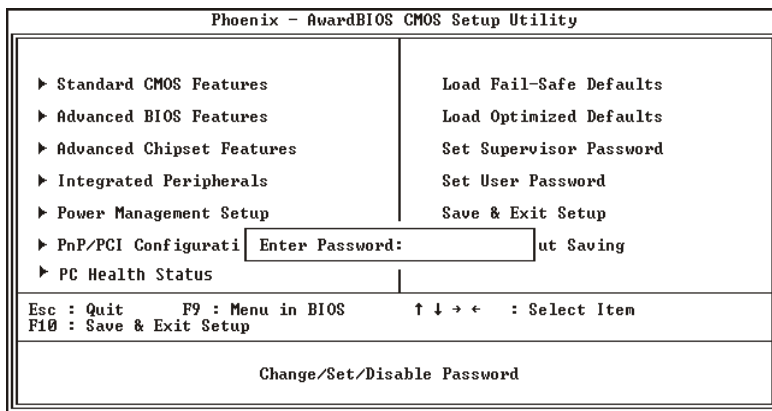 Phoenix - AwardBIOS CMOS Setup Utility
▶ Standard CMOS Features
▶ Advanced BIOS Features
▶ Advanced Chipset Features
▶ Integrated Peripherals
▶ Power Management Setup
▶ PnP/PCI Configurati
▶ PC Health Status
Load Fail-Safe Defaults
Load Optimized Defaults
Set Supervisor Password
Set User Password
Save & Exit Setup
ut Saving
Enter Password:
Esc : Quit F9 : Menu in BIOS ↑ ↓ → ← : Select Item
F10 : Save & Exit Setup
Change/Set/Disable Password